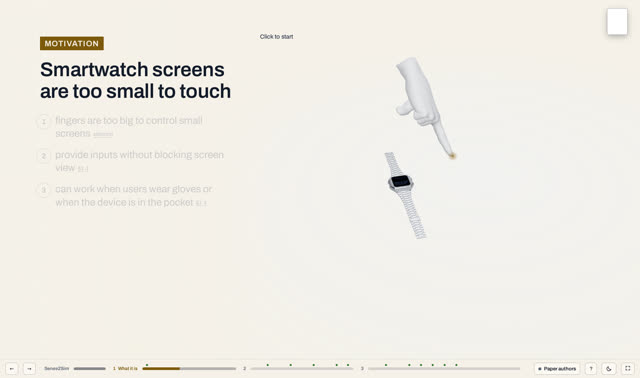 MOTIVATION
Click to start
Smartwatch screens
are too small to touch
1 fingers are too big to control small
screens
2 provide inputs without blocking screen
view
3 can work when users wear gloves or
when the device is in the pocket
← → 1 What it is 2 3 Paper authors ?